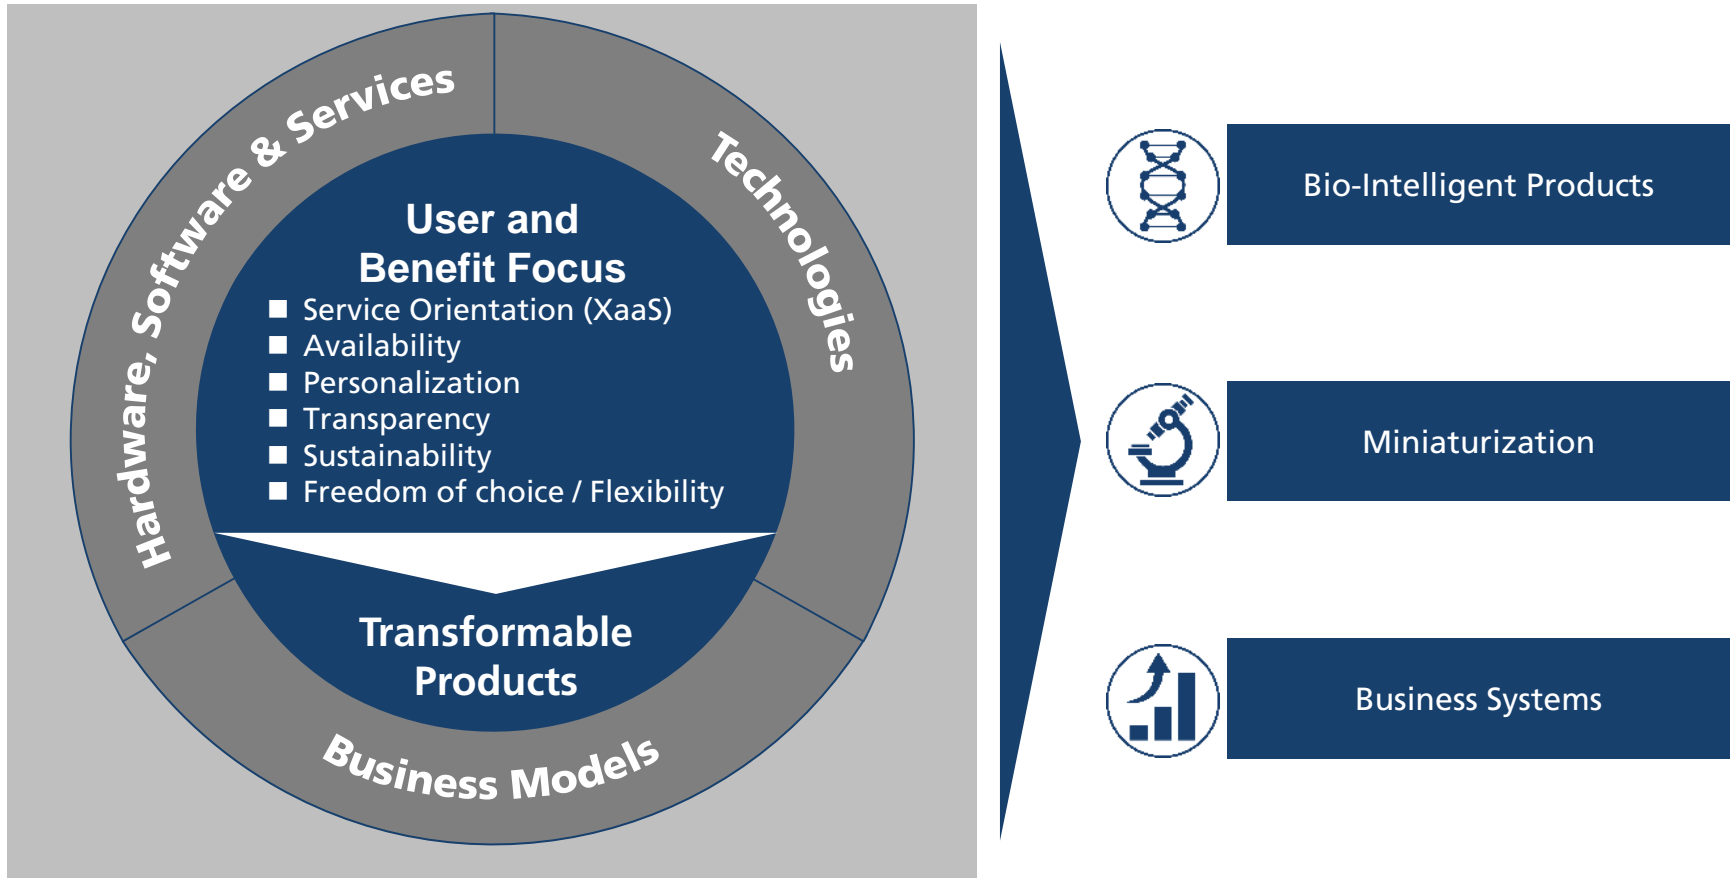 Hardware, Software & Services
Technologies
User and
Benefit Focus
Service Orientation (XaaS)
Availability
Personalization
Transparency
Sustainability
Freedom of choice / Flexibility
Transformable
Products
Business Models
Bio-Intelligent Products
Miniaturization
Business Systems